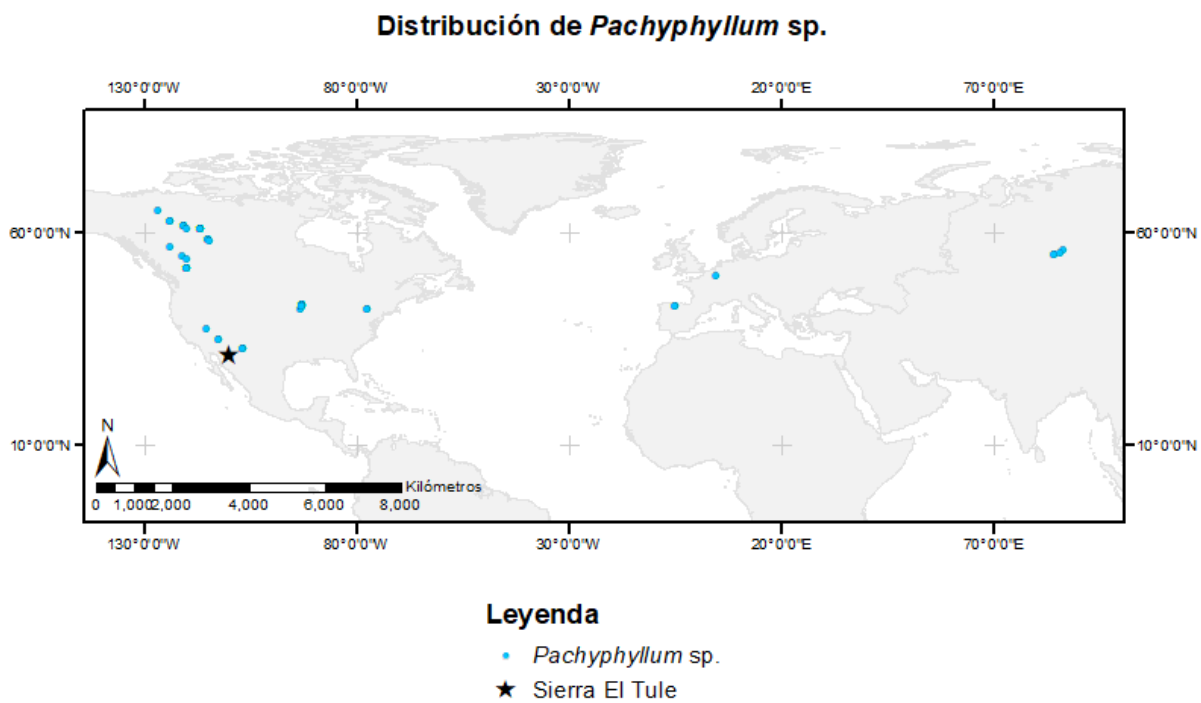 Distribución de Pachyphyllum sp.
130°0'0"W 80°0'0"W 30°0'0"W 20°0'0"E 70°0'0"E
60°0'0"N 60°0'0"N
10°0'0"N 10°0'0"N
N
Kilómetros
0 1,000 2,000 4,000 6,000 8,000
130°0'0"W 80°0'0"W 30°0'0"W 20°0'0"E 70°0'0"E
Leyenda
Pachyphyllum sp.
Sierra El Tule